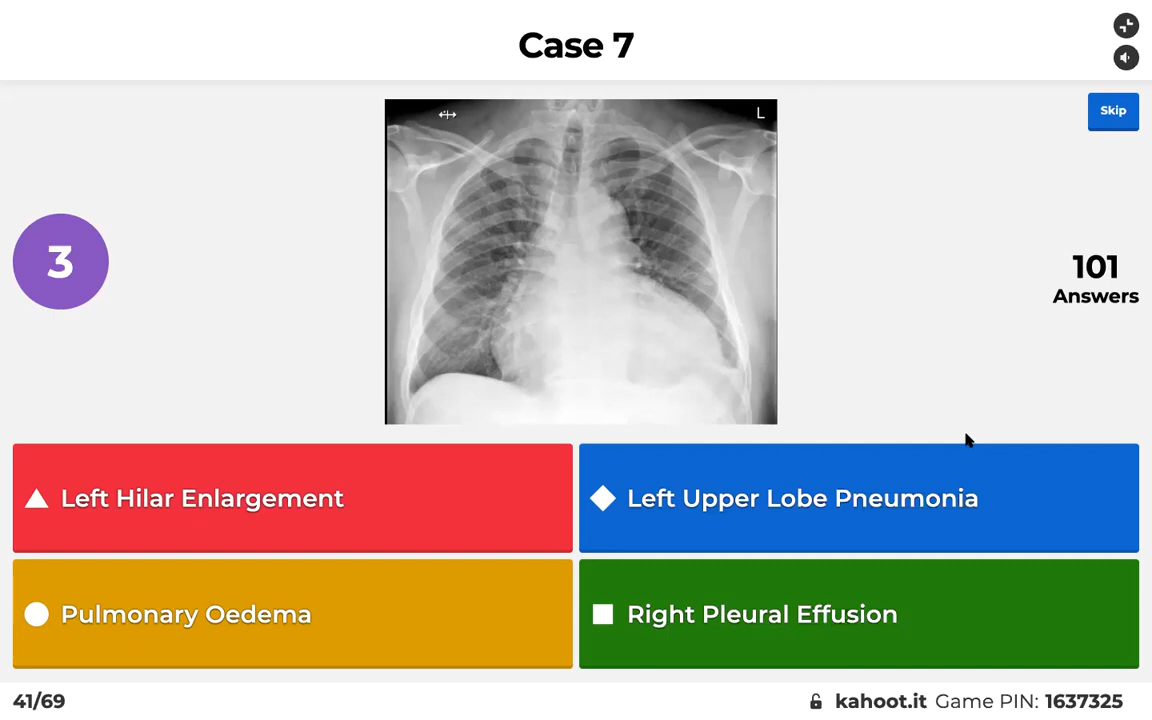 Case 7
L
Skip
3
101
Answers
Left Hilar Enlargement
Left Upper Lobe Pneumonia
Pulmonary Oedema
Right Pleural Effusion
41/69
kahoot.it Game PIN: 1637325